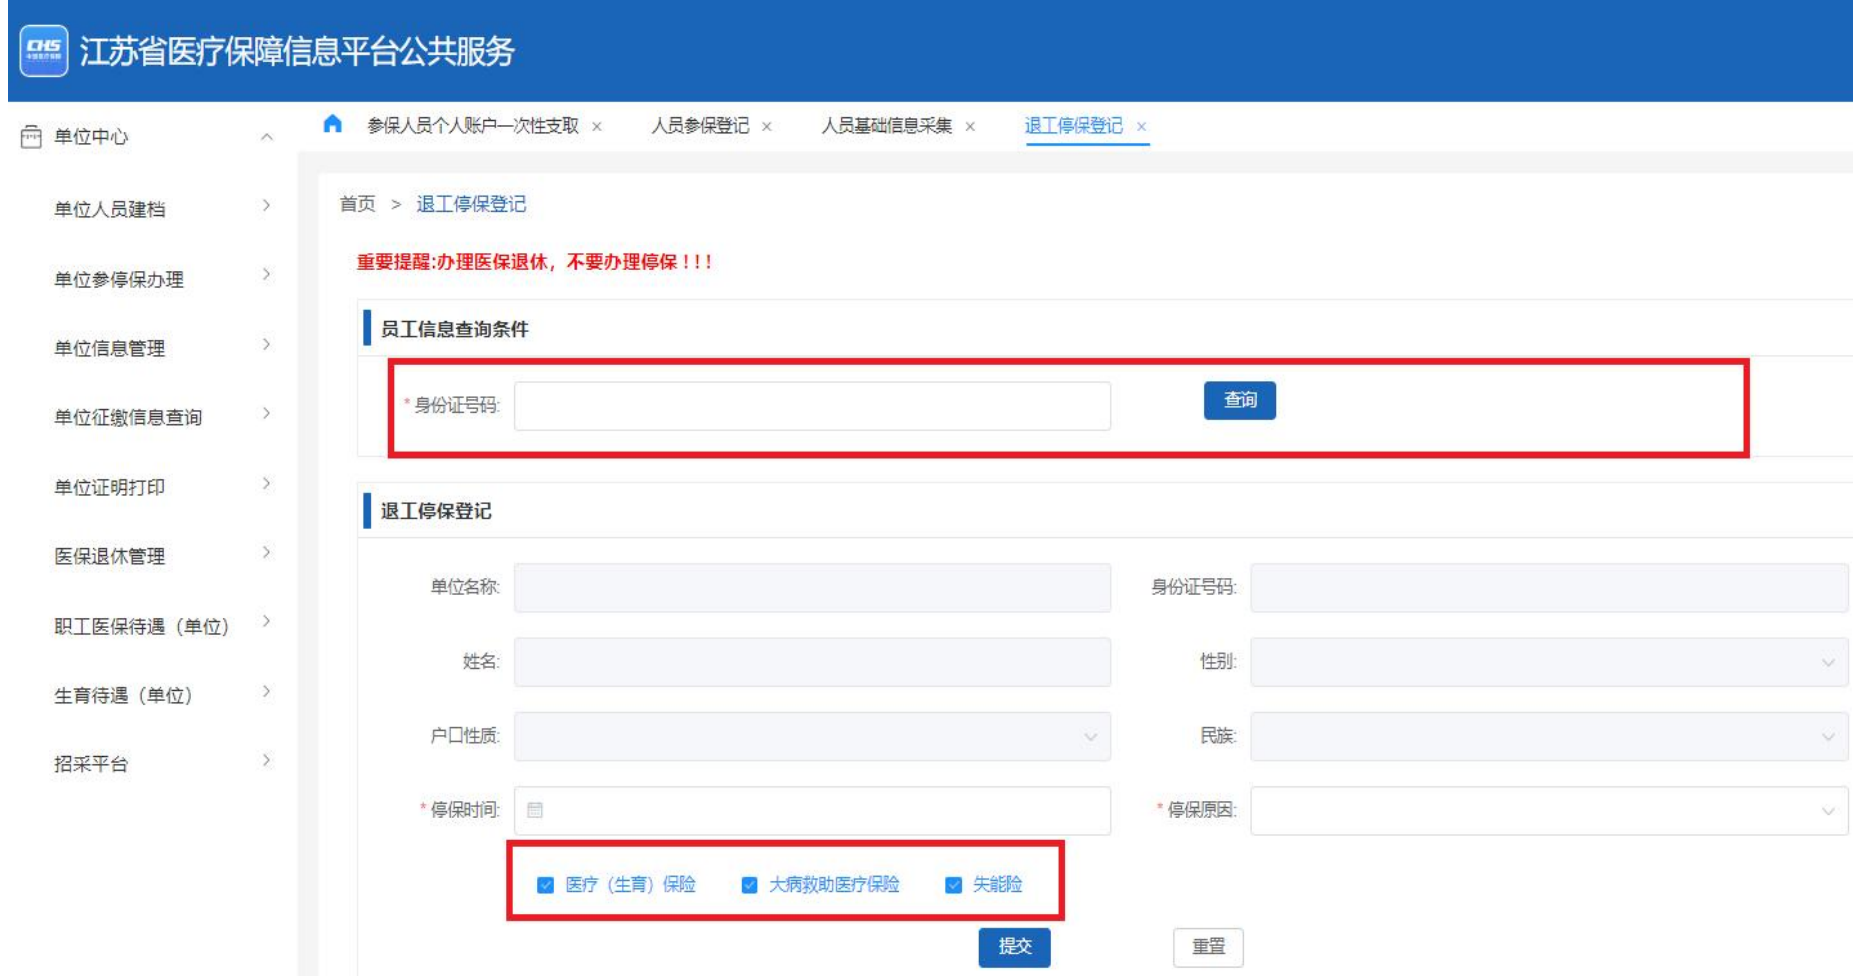 CHS
江苏省医疗保障信息平台公共服务
单位中心
单位人员建档
单位参停保办理
单位信息管理
单位征缴信息查询
单位证明打印
医保退休管理
职工医保待遇（单位）
生育待遇（单位）
招采平台
参保人员个人账户一次性支取 × 人员参保登记 × 人员基础信息采集 × 退工停保登记 ×
首页 > 退工停保登记
重要提醒:办理医保退休，不要办理停保！！！
员工信息查询条件
* 身份证号码: 查询
退工停保登记
单位名称: 身份证号码:
姓名: 性别:
户口性质: 民族:
* 停保时间: * 停保原因:
医疗（生育）保险 大病救助医疗保险 失能险
提交 重置